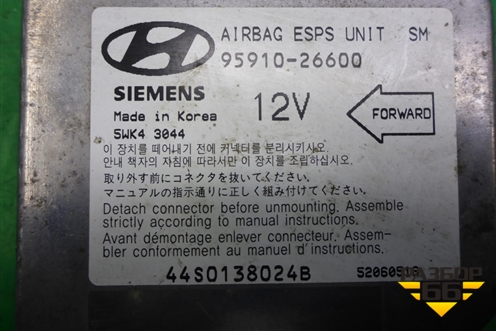 AIRBAG ESPS UNIT SM
95910-26600
SIEMENS
12V
FORWARD
Made in Korea
5WK4 3044
이 장치를 떼어내기 전에 커넥터를 분리시키시오.
안내 책자의 지침에 따라서만 이 장치를 조립하십시오.
取り外す前にコネクタを抜いてください。
マニュアルの指示通りに正しく組み付けてください。
Detach connector before unmounting. Assemble
strictly according to manual instructions.
Avant démontage enlever connecteur. Assem-
bler conformement au manuel d'instructions.
44S0138024B
РАЗБОР
66